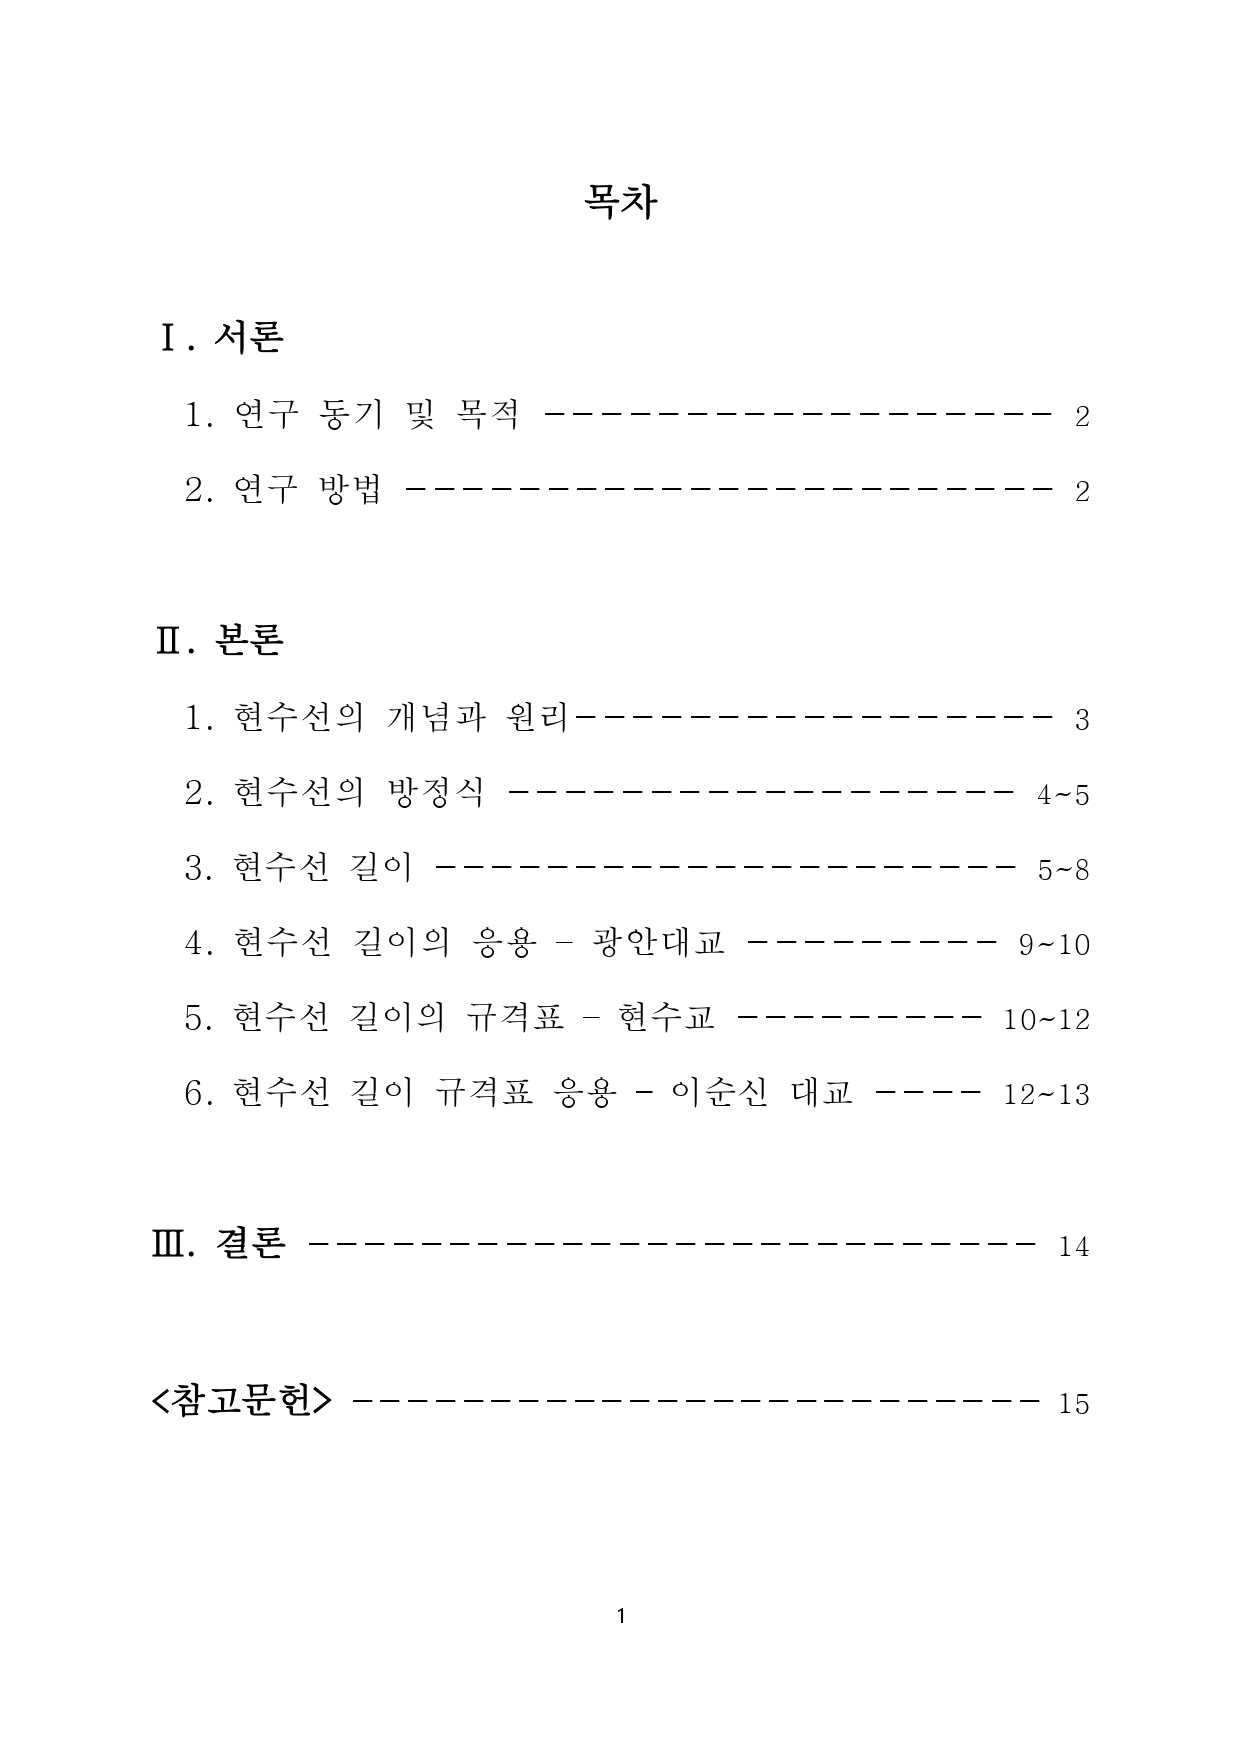 목차
Ⅰ. 서론
1. 연구 동기 및 목적 ------------------ 2
2. 연구 방법 ----------------------- 2
Ⅱ. 본론
1. 현수선의 개념과 원리----------------- 3
2. 현수선의 방정식 ------------------ 4~5
3. 현수선 길이 --------------------- 5~8
4. 현수선 길이의 응용 - 광안대교 --------- 9~10
5. 현수선 길이의 규격표 - 현수교 --------- 10~12
6. 현수선 길이 규격표 응용 - 이순신 대교 ---- 12~13
Ⅲ. 결론 -------------------------- 14
<참고문헌> ------------------------- 15
1